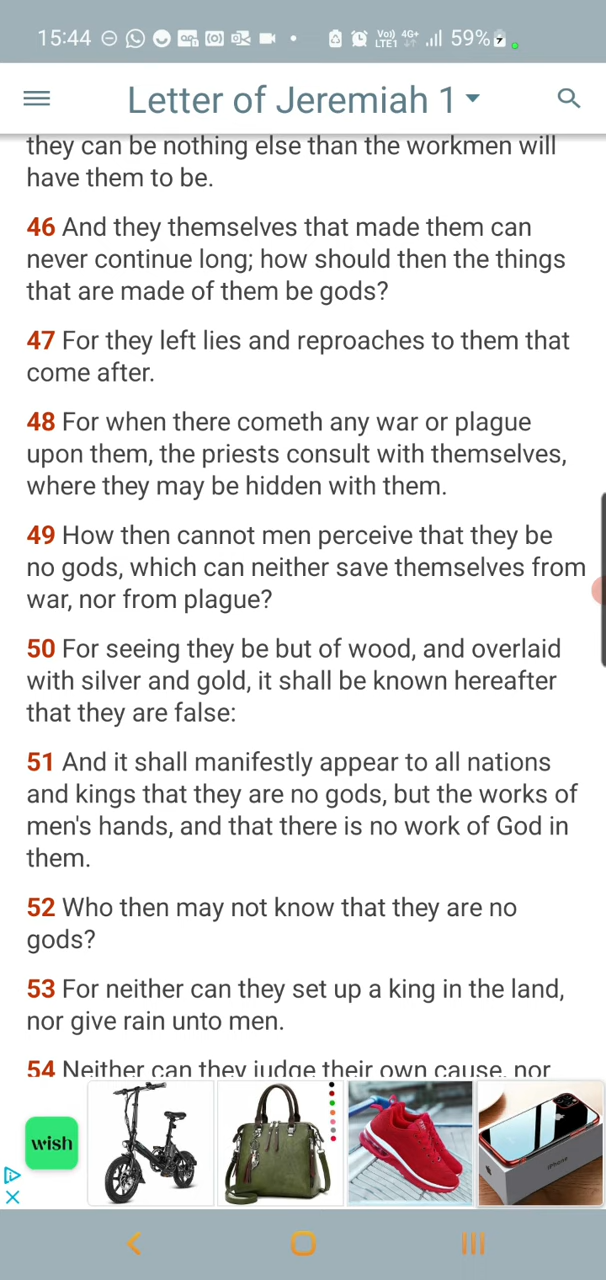 15:44
Vo)) 4G+ 59%
LTE1
Letter of Jeremiah 1
they can be nothing else than the workmen will
have them to be.
46 And they themselves that made them can
never continue long; how should then the things
that are made of them be gods?
47 For they left lies and reproaches to them that
come after.
48 For when there cometh any war or plague
upon them, the priests consult with themselves,
where they may be hidden with them.
49 How then cannot men perceive that they be
no gods, which can neither save themselves from
war, nor from plague?
50 For seeing they be but of wood, and overlaid
with silver and gold, it shall be known hereafter
that they are false:
51 And it shall manifestly appear to all nations
and kings that they are no gods, but the works of
men's hands, and that there is no work of God in
them.
52 Who then may not know that they are no
gods?
53 For neither can they set up a king in the land,
nor give rain unto men.
54 Neither can they judge their own cause, nor
wish
iPhone